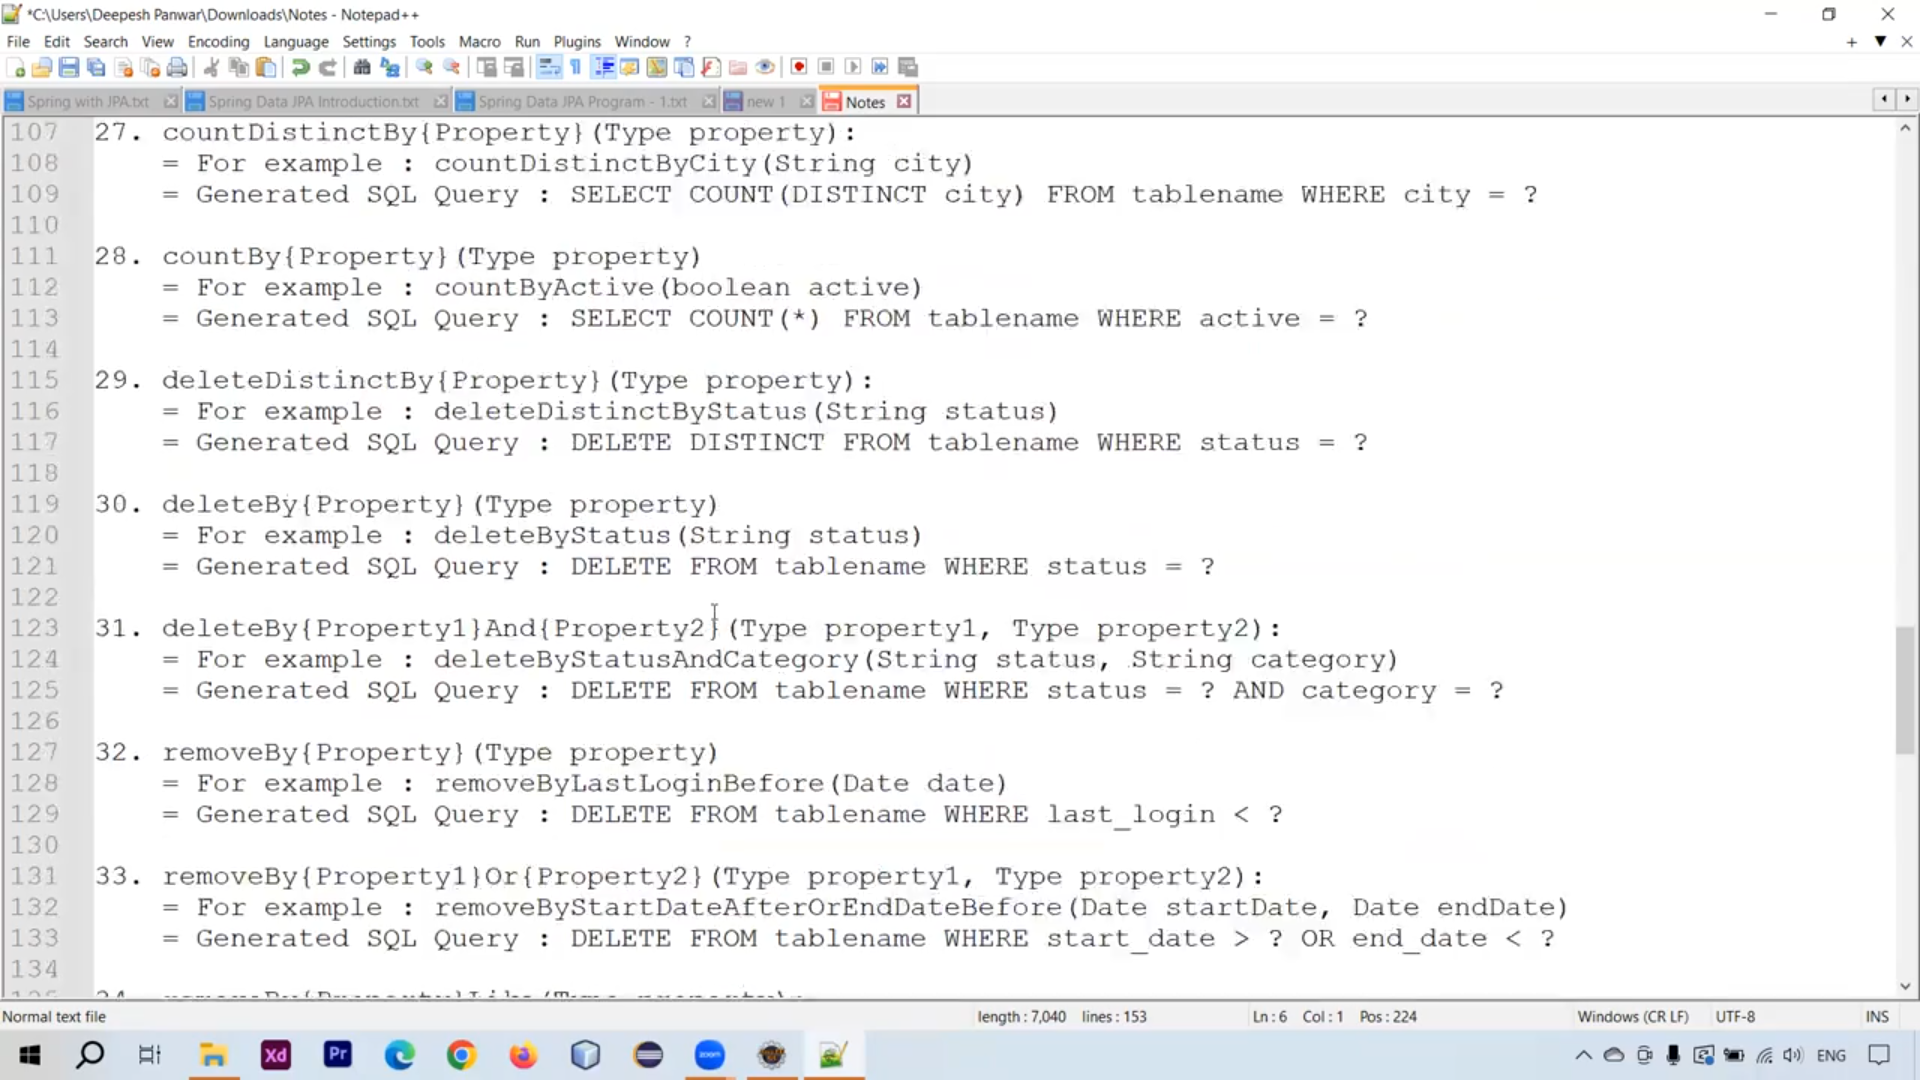 *C:\Users\Deepesh Panwar\Downloads\Notes - Notepad++
File Edit Search View Encoding Language Settings Tools Macro Run Plugins Window ?
Spring with JPA.txt Spring Data JPA Introduction.txt Spring Data JPA Program - 1.txt new 1 Notes
107 27. countDistinctBy{Property}(Type property):
108 = For example : countDistinctByCity(String city)
109 = Generated SQL Query : SELECT COUNT(DISTINCT city) FROM tablename WHERE city = ?
110
111 28. countBy{Property}(Type property)
112 = For example : countByActive(boolean active)
113 = Generated SQL Query : SELECT COUNT(*) FROM tablename WHERE active = ?
114
115 29. deleteDistinctBy{Property}(Type property):
116 = For example : deleteDistinctByStatus(String status)
117 = Generated SQL Query : DELETE DISTINCT FROM tablename WHERE status = ?
118
119 30. deleteBy{Property}(Type property)
120 = For example : deleteByStatus(String status)
121 = Generated SQL Query : DELETE FROM tablename WHERE status = ?
122
123 31. deleteBy{Property1}And{Property2}(Type property1, Type property2):
124 = For example : deleteByStatusAndCategory(String status, String category)
125 = Generated SQL Query : DELETE FROM tablename WHERE status = ? AND category = ?
126
127 32. removeBy{Property}(Type property)
128 = For example : removeByLastLoginBefore(Date date)
129 = Generated SQL Query : DELETE FROM tablename WHERE last_login < ?
130
131 33. removeBy{Property1}Or{Property2}(Type property1, Type property2):
132 = For example : removeByStartDateAfterOrEndDateBefore(Date startDate, Date endDate)
133 = Generated SQL Query : DELETE FROM tablename WHERE start_date > ? OR end_date < ?
134
Normal text file length : 7,040 lines : 153 Ln : 6 Col : 1 Pos : 224 Windows (CR LF) UTF-8 INS
Xd Pr zoom ENG